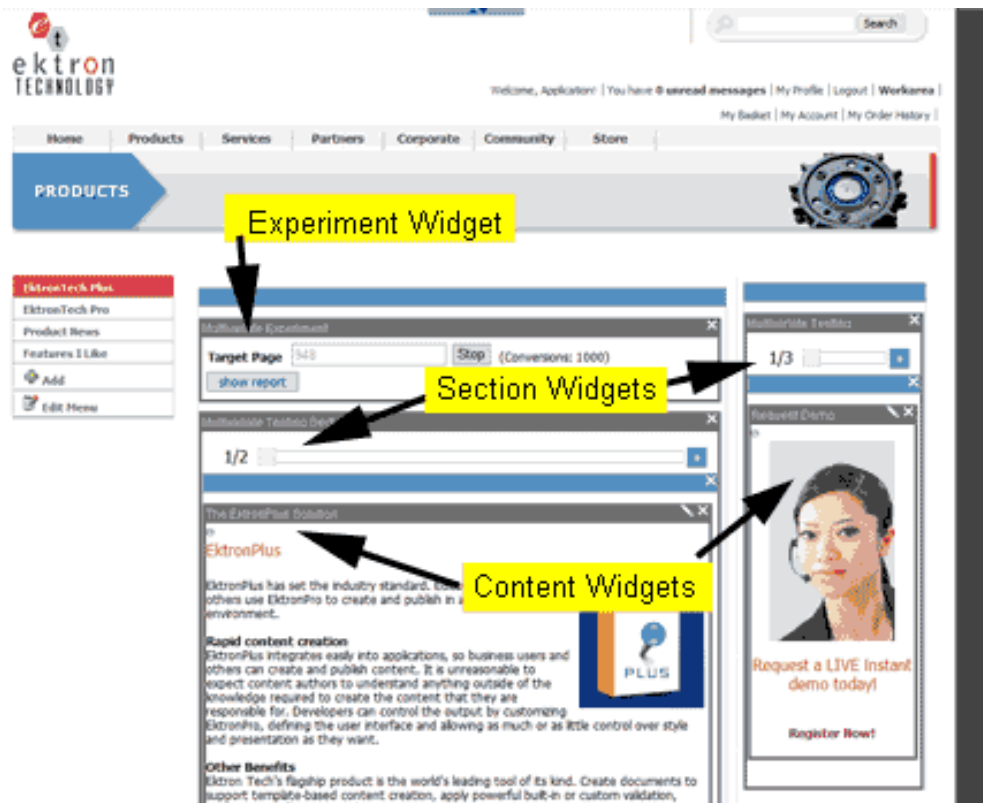 Search
ektron
TECHNOLOGY
Welcome, Application! | You have 0 unread messages | My Profile | Logout | Workarea |
My Basket | My Account | My Order History |
Home Products Services Partners Corporate Community Store
PRODUCTS
Experiment Widget
EktronTech Plus
EktronTech Pro
Product News
Features I Like
Add
Edit Menu
Multivariate Experiment
Target Page 948 Stop (Conversions: 1000)
show report
Section Widgets
Multivariate Testing
1/3
Multivariate Testing Sect
1/2
Request Demo
The EktronPlus Solution
EktronPlus
Content Widgets
EktronPlus has set the industry standard.
others use EktronPro to create and publish in a
environment.
Rapid content creation
EktronPlus integrates easily into applications, so business users and
others can create and publish content. It is unreasonable to
expect content authors to understand anything outside of the
knowledge required to create the content that they are
responsible for. Developers can control the output by customizing
EktronPro, defining the user interface and allowing as much or as little control over style
and presentation as they want.
PLUS
Other Benefits
Ektron Tech's flagship product is the world's leading tool of its kind. Create documents to
support template-based content creation, apply powerful built-in or custom validation,
Request a LIVE Instant
demo today!
Register Now!